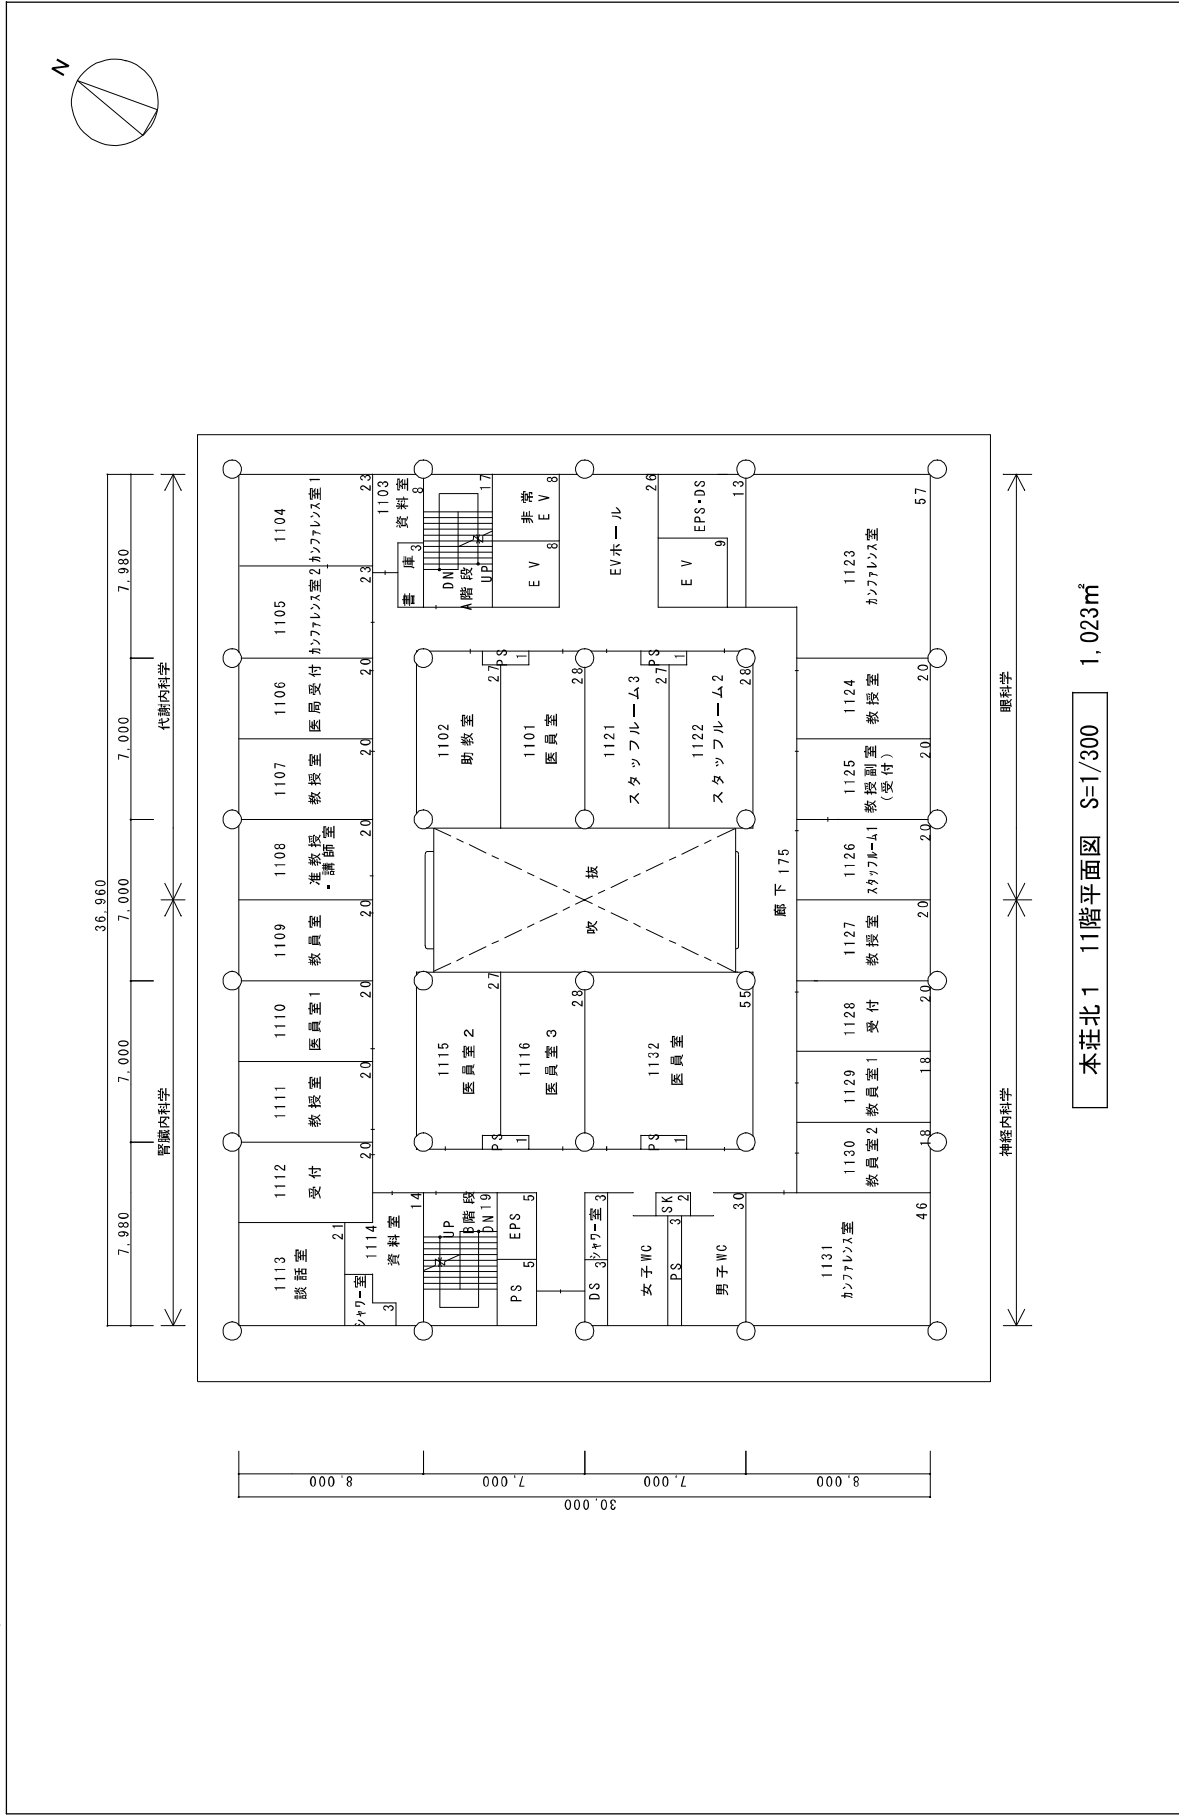 N
36,960
7,980
7,000
7,000
7,000
7,980
腎臓内科学
代謝内科学
1113
談話室
21
1112
受付
20
1111
教授室
20
1110
医員室1
20
1109
教員室
20
1108
准教授
・講師室
20
1107
教授室
20
1106
医局受付
20
1105
カンファレンス室2
23
1104
カンファレンス室1
23
シャワー室
3
1114
資料室
14
書庫
3
1103
資料室
8
UP
B階段
DN
19
PS
5
EPS
5
DS
3
シャワー室
3
女子WC
PS
3
SK
2
男子WC
30
1115
医員室2
27
1116
医員室3
28
PS
1
1132
医員室
55
PS
1
吹抜
1102
助教室
27
1101
医員室
28
PS
1
1121
スタッフルーム3
27
1122
スタッフルーム2
28
PS
1
DN
A階段
UP
17
EV
8
非常
EV
8
EVホール
26
EV
9
EPS・DS
13
廊下 175
1131
カンファレンス室
46
1130
教員室2
18
1129
教員室1
18
1128
受付
20
1127
教授室
20
1126
スタッフルーム1
20
1125
教授副室
(受付)
20
1124
教授室
20
1123
カンファレンス室
57
神経内科学
眼科学
8,000
7,000
7,000
8,000
30,000
本荘北1 11階平面図 S=1/300 1,023㎡